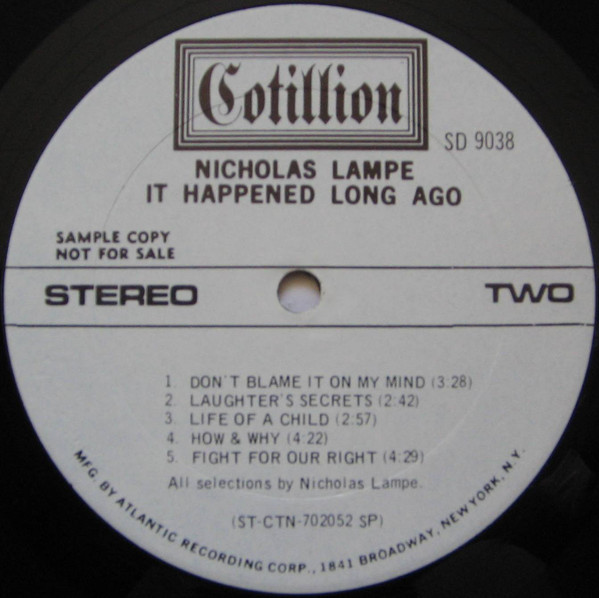 Cotillion
SD 9038
NICHOLAS LAMPE
IT HAPPENED LONG AGO
SAMPLE COPY
NOT FOR SALE
STEREO
TWO
1. DON'T BLAME IT ON MY MIND (3:28)
2. LAUGHTER'S SECRETS (2:42)
3. LIFE OF A CHILD (2:57)
4. HOW & WHY (4:22)
5. FIGHT FOR OUR RIGHT (4:29)
All selections by Nicholas Lampe.
(ST-CTN-702052 SP)
MFG. BY ATLANTIC RECORDING CORP., 1841 BROADWAY, NEW YORK, N.Y.